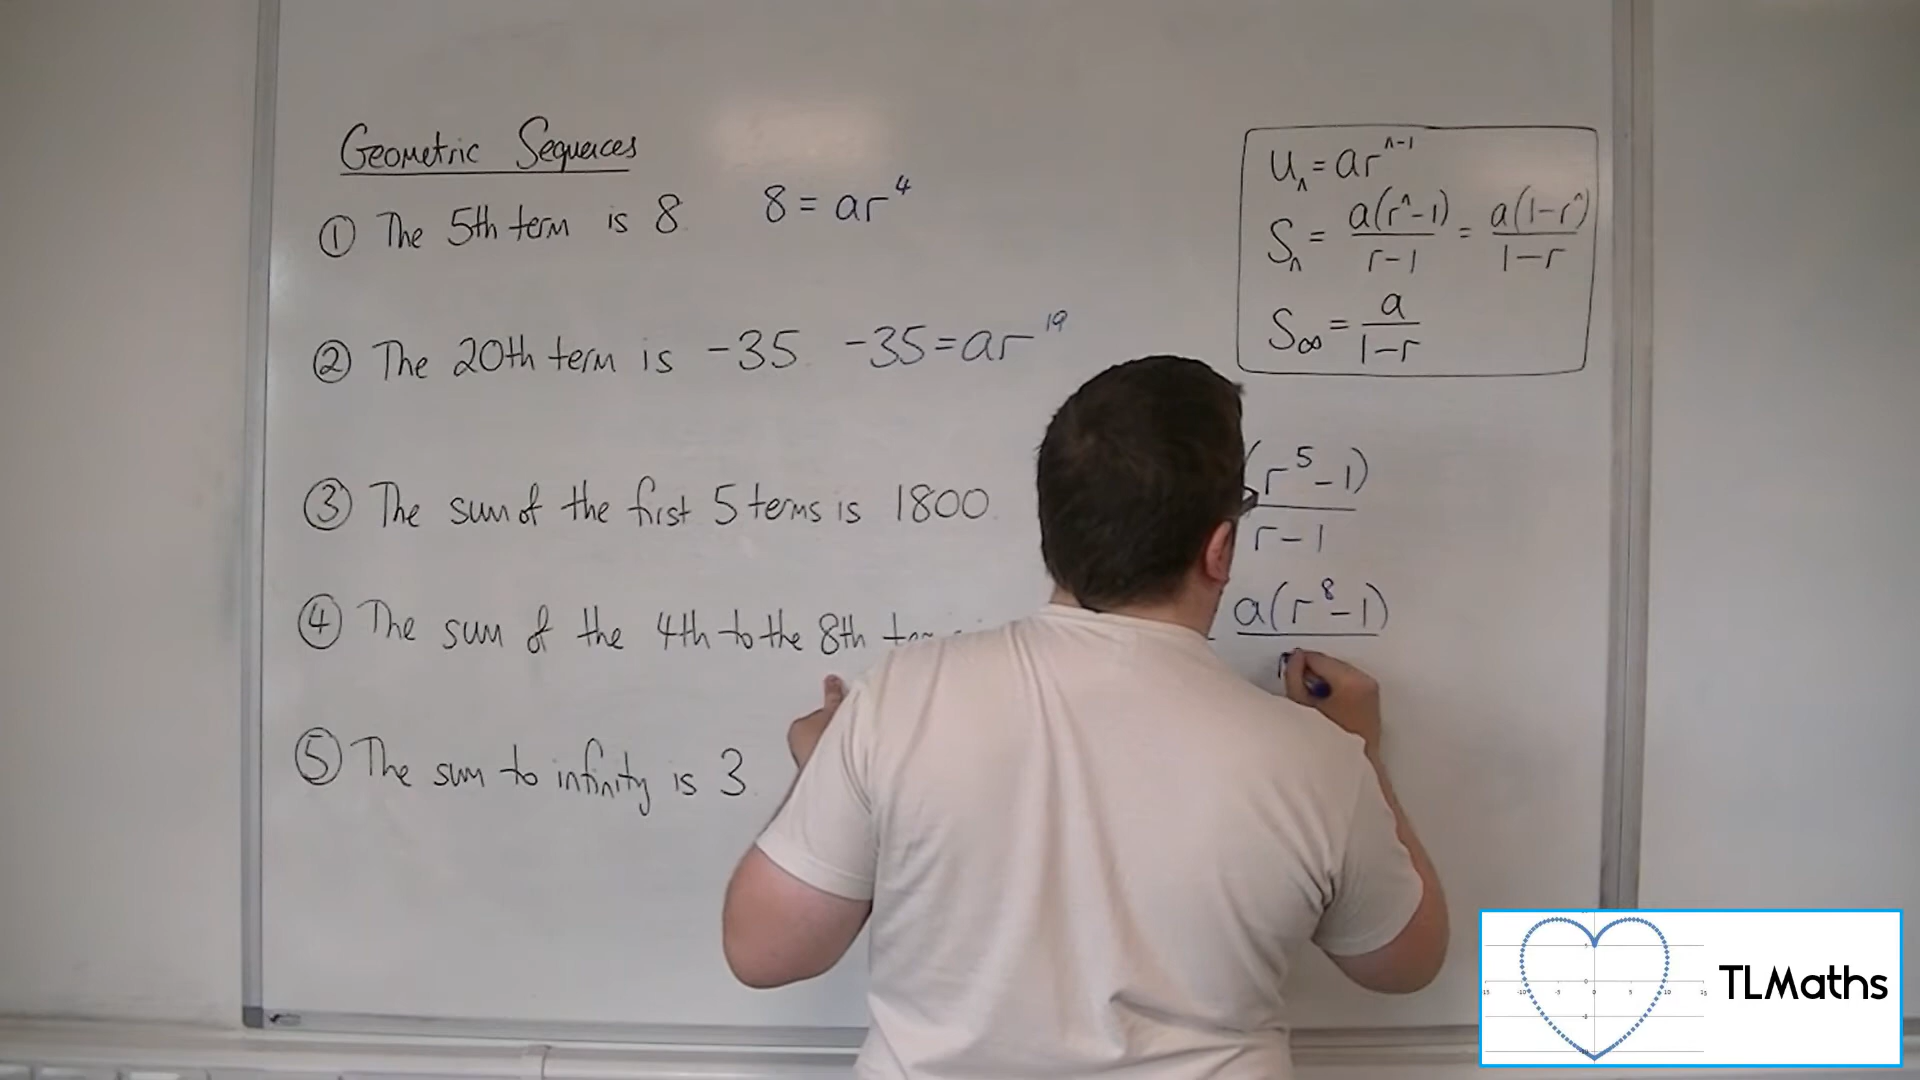 Geometric Sequences
① The 5th term is 8 8 = ar⁴
② The 20th term is -35 -35 = ar¹⁹
③ The sum of the first 5 terms is 1800 (r⁵-1)
r-1
④ The sum of the 4th to the 8th a(r⁸-1)
⑤ The sum to infinity is 3
Uₙ = arⁿ⁻¹
Sₙ = a(rⁿ-1) / r-1 = a(1-rⁿ) / 1-r
S∞ = a / 1-r
TLMaths